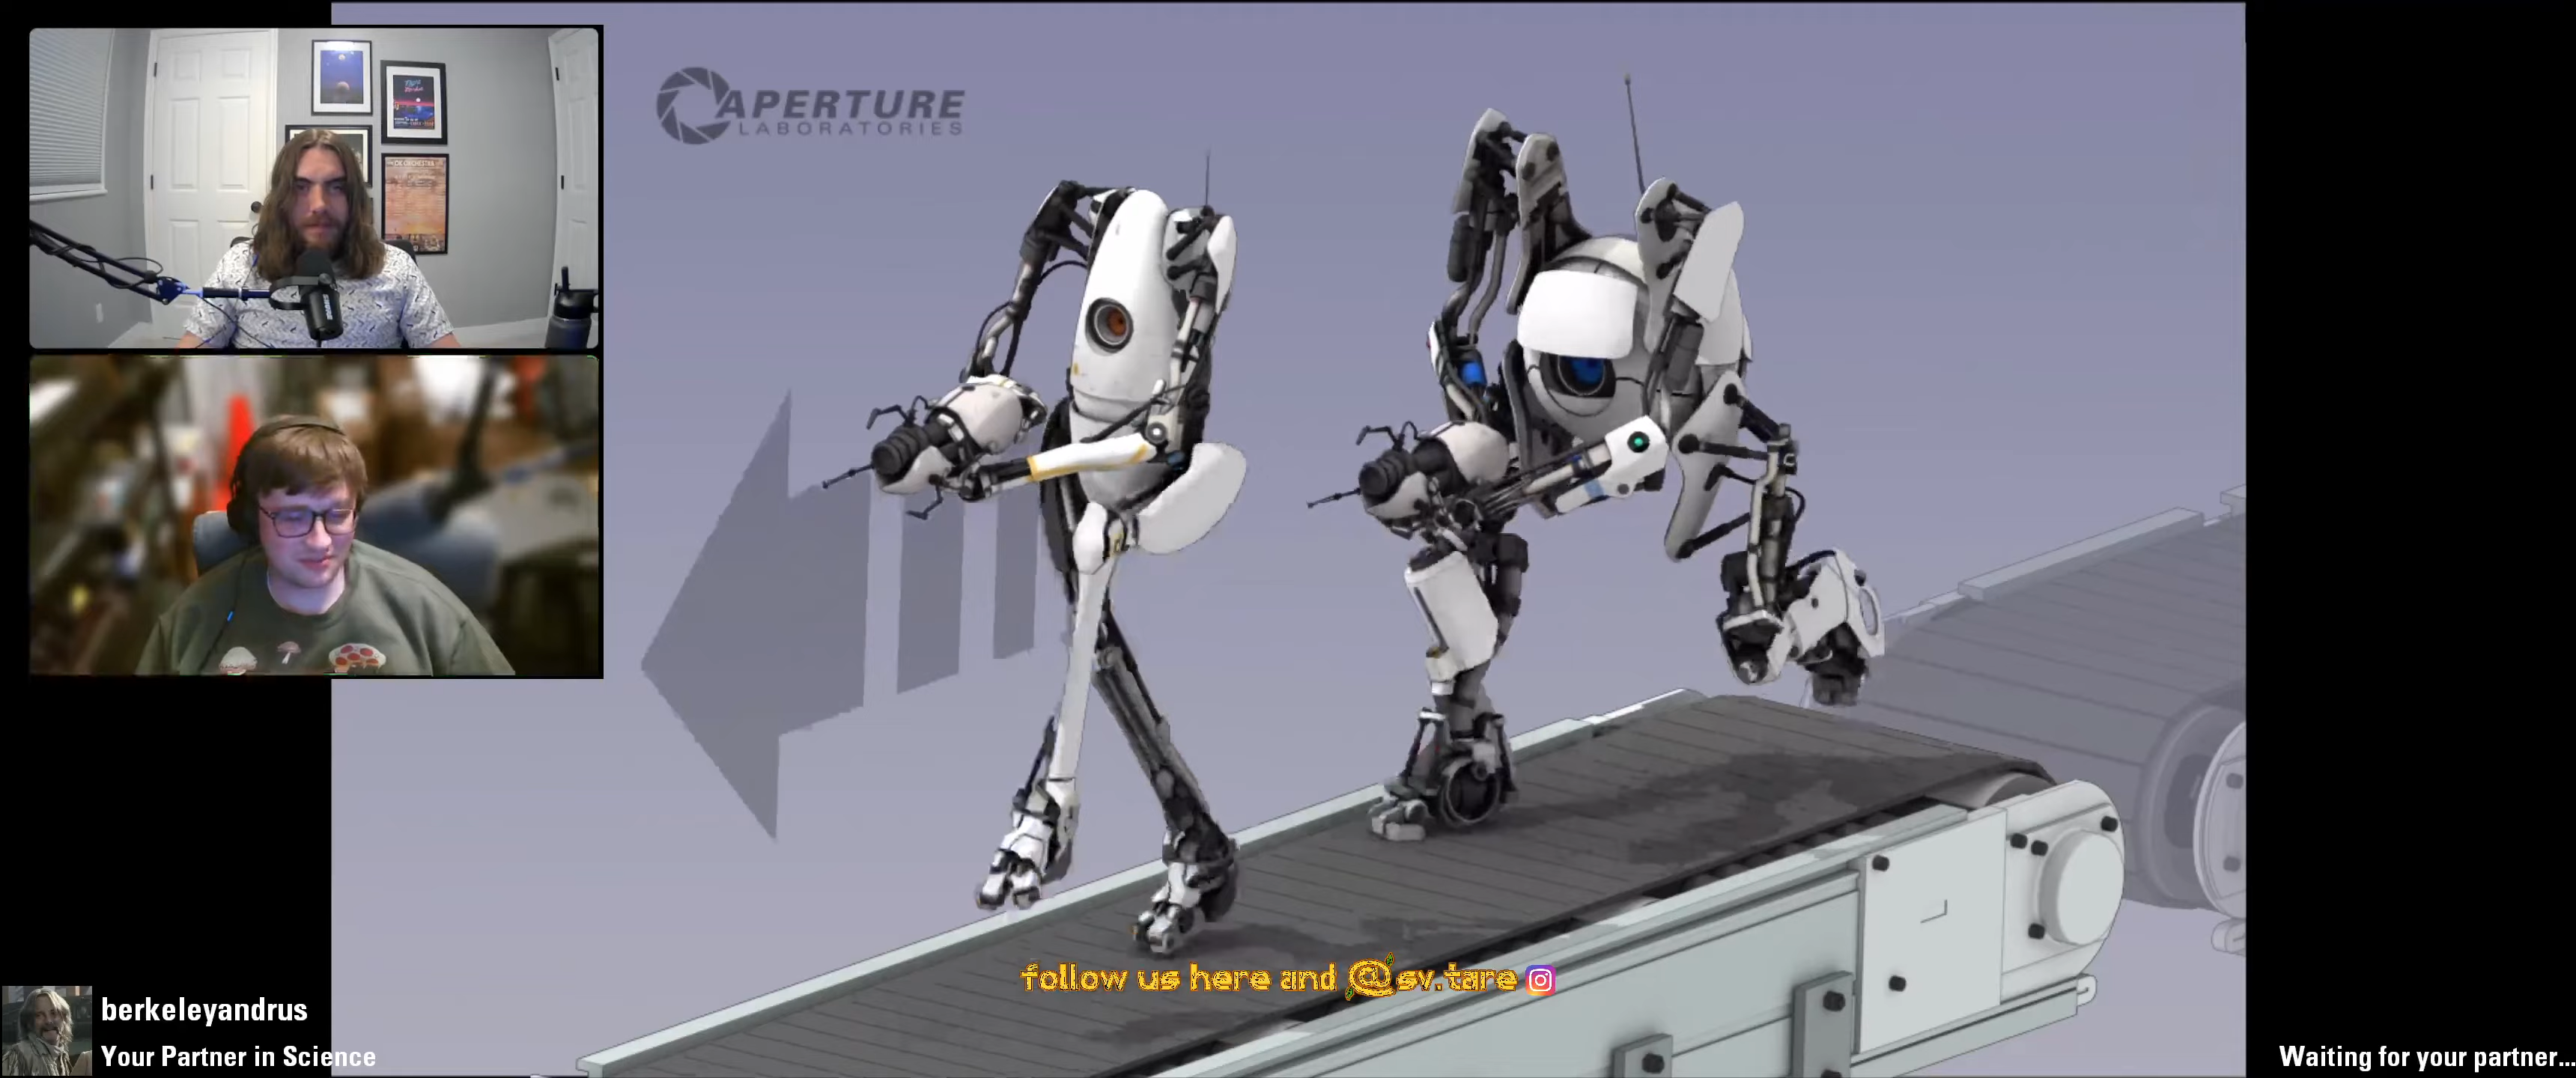 APERTURE
LABORATORIES
follow us here and @sv.tare
berkeleyandrus
Your Partner in Science
Waiting for your partner...